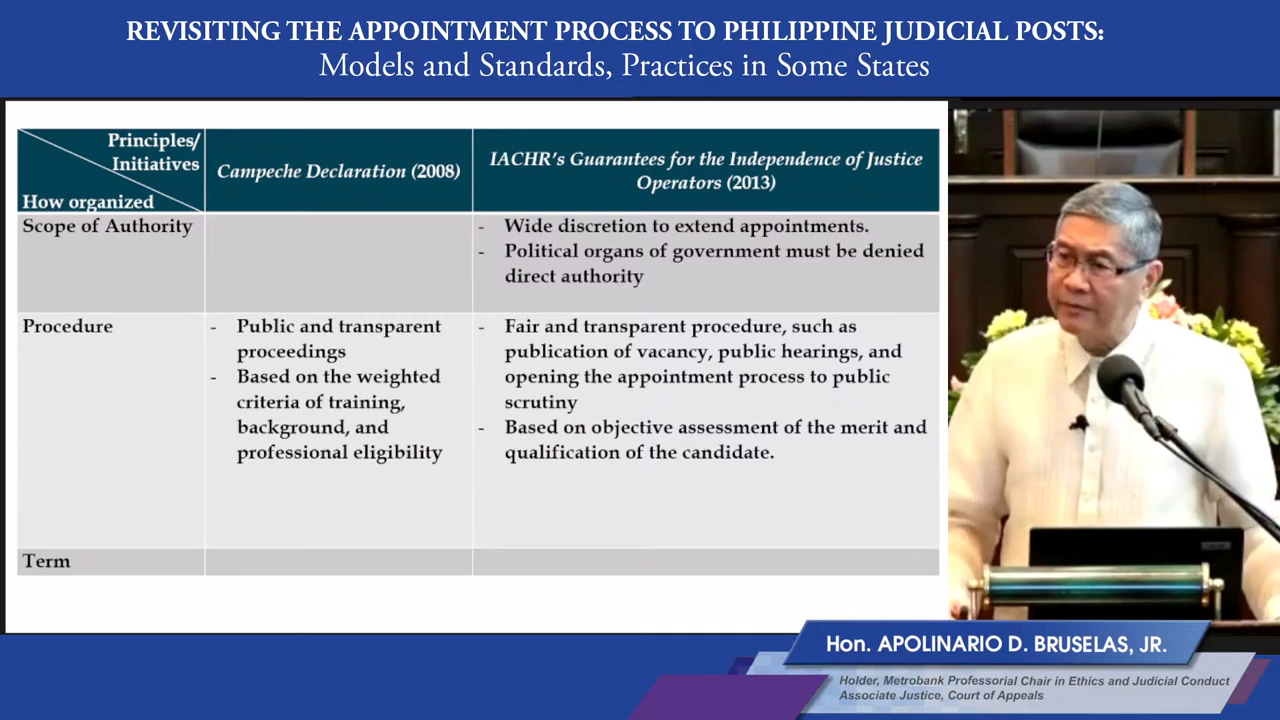 REVISITING THE APPOINTMENT PROCESS TO PHILIPPINE JUDICIAL POSTS:
Models and Standards, Practices in Some States
Principles/
Initiatives
How organized
Campeche Declaration (2008)
IACHR's Guarantees for the Independence of Justice
Operators (2013)
Scope of Authority
- Wide discretion to extend appointments.
- Political organs of government must be denied
direct authority
Procedure
- Public and transparent
proceedings
- Based on the weighted
criteria of training,
background, and
professional eligibility
- Fair and transparent procedure, such as
publication of vacancy, public hearings, and
opening the appointment process to public
scrutiny
- Based on objective assessment of the merit and
qualification of the candidate.
Term
Hon. APOLINARIO D. BRUSELAS, JR.
Holder, Metrobank Professorial Chair in Ethics and Judicial Conduct
Associate Justice, Court of Appeals